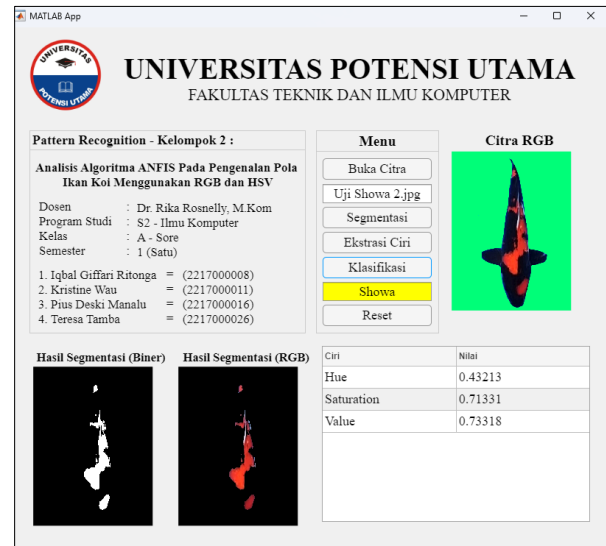 MATLAB App
UNIVERSITAS
POTENSI UTAMA
UNIVERSITAS POTENSI UTAMA
FAKULTAS TEKNIK DAN ILMU KOMPUTER
Pattern Recognition - Kelompok 2 :
Analisis Algoritma ANFIS Pada Pengenalan Pola
Ikan Koi Menggunakan RGB dan HSV
Dosen : Dr. Rika Rosnelly, M.Kom
Program Studi : S2 - Ilmu Komputer
Kelas : A - Sore
Semester : 1 (Satu)
1. Iqbal Giffari Ritonga = (2217000008)
2. Kristine Wau = (2217000011)
3. Pius Deski Manalu = (2217000016)
4. Teresa Tamba = (2217000026)
Menu
Buka Citra
Uji Showa 2.jpg
Segmentasi
Ekstrasi Ciri
Klasifikasi
Showa
Reset
Citra RGB
Hasil Segmentasi (Biner)
Hasil Segmentasi (RGB)
Ciri Nilai
Hue 0.43213
Saturation 0.71331
Value 0.73318